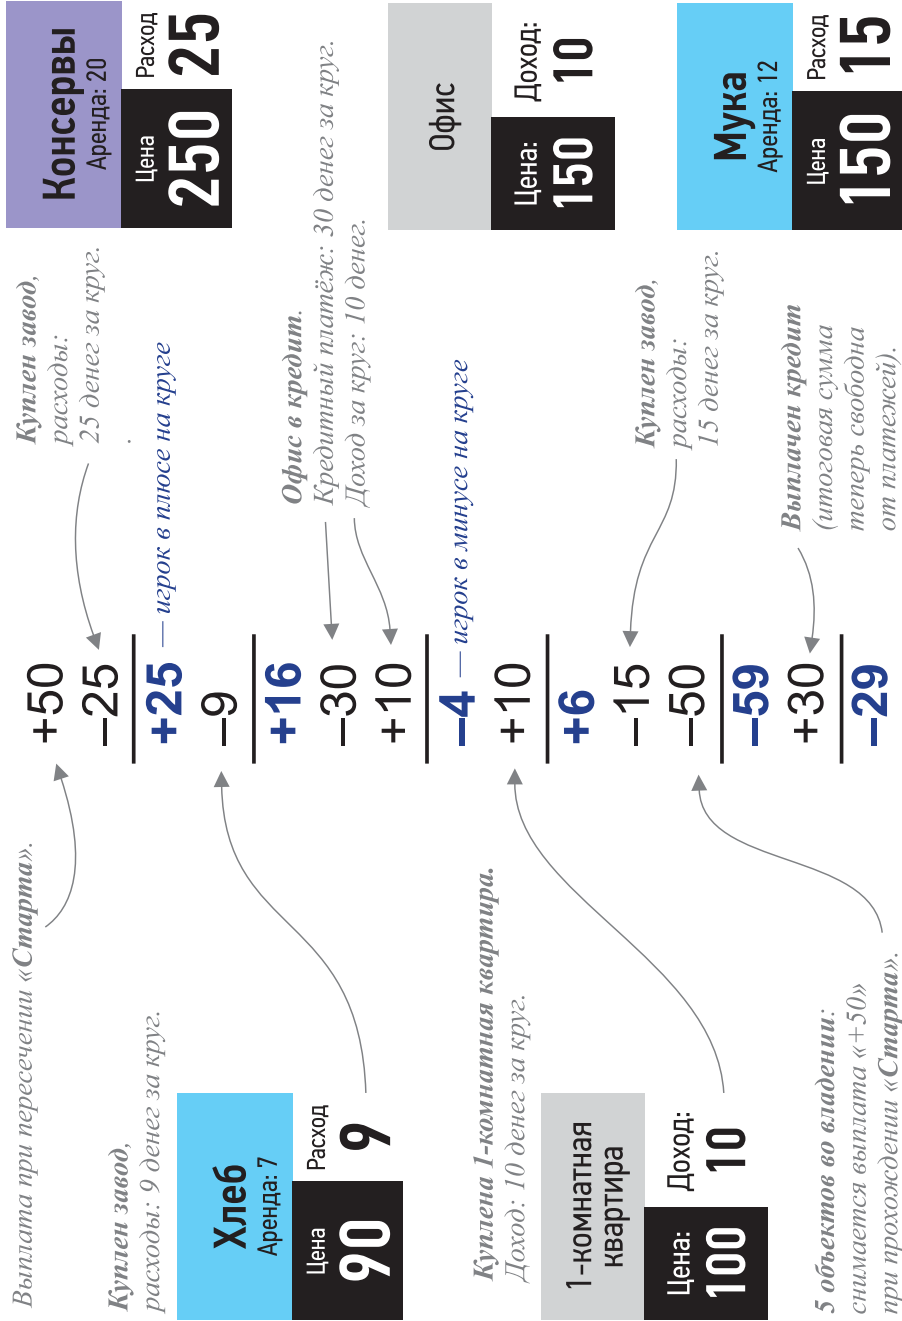 Выплата при пересечении «Старта».
+50
Куплен завод,
расходы:
25 денег за круг.
.
Консервы
Аренда: 20
Цена
250
Расход
25
–25
+25 — игрок в плюсе на круге
Куплен завод,
расходы: 9 денег за круг.
Хлеб
Аренда: 7
Цена
90
Расход
9
–9
+16
Офис в кредит.
Кредитный платёж: 30 денег за круг.
Доход за круг: 10 денег.
Офис
Цена:
150
Доход:
10
–30
+10
–4 — игрок в минусе на круге
Куплена 1-комнатная квартира.
Доход: 10 денег за круг.
1-комнатная
квартира
Цена:
100
Доход:
10
+10
+6
Куплен завод,
расходы:
15 денег за круг.
Мука
Аренда: 12
Цена
150
Расход
15
–15
–50
–59
5 объектов во владении:
снимается выплата «+50»
при прохождении «Старта».
Выплачен кредит
(итоговая сумма
теперь свободна
от платежей).
+30
–29